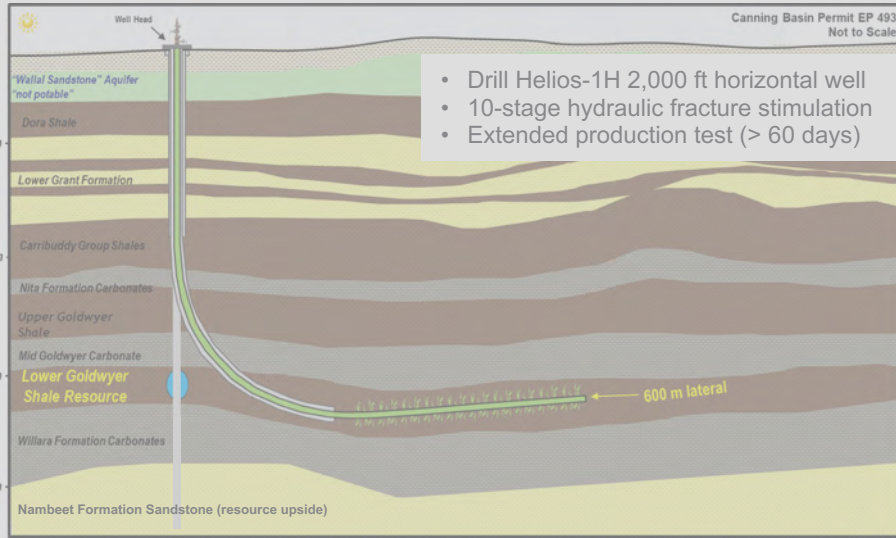 Well Head
Canning Basin Permit EP 493
Not to Scale
• Drill Helios-1H 2,000 ft horizontal well
• 10-stage hydraulic fracture stimulation
• Extended production test (> 60 days)
"Wallal Sandstone" Aquifer
"not potable"
Dora Shale
Lower Grant Formation
Carribuddy Group Shales
Nita Formation Carbonates
Upper Goldwyer
Shale
Mid Goldwyer Carbonate
Lower Goldwyer
Shale Resource
600 m lateral
Willara Formation Carbonates
Nambeet Formation Sandstone (resource upside)